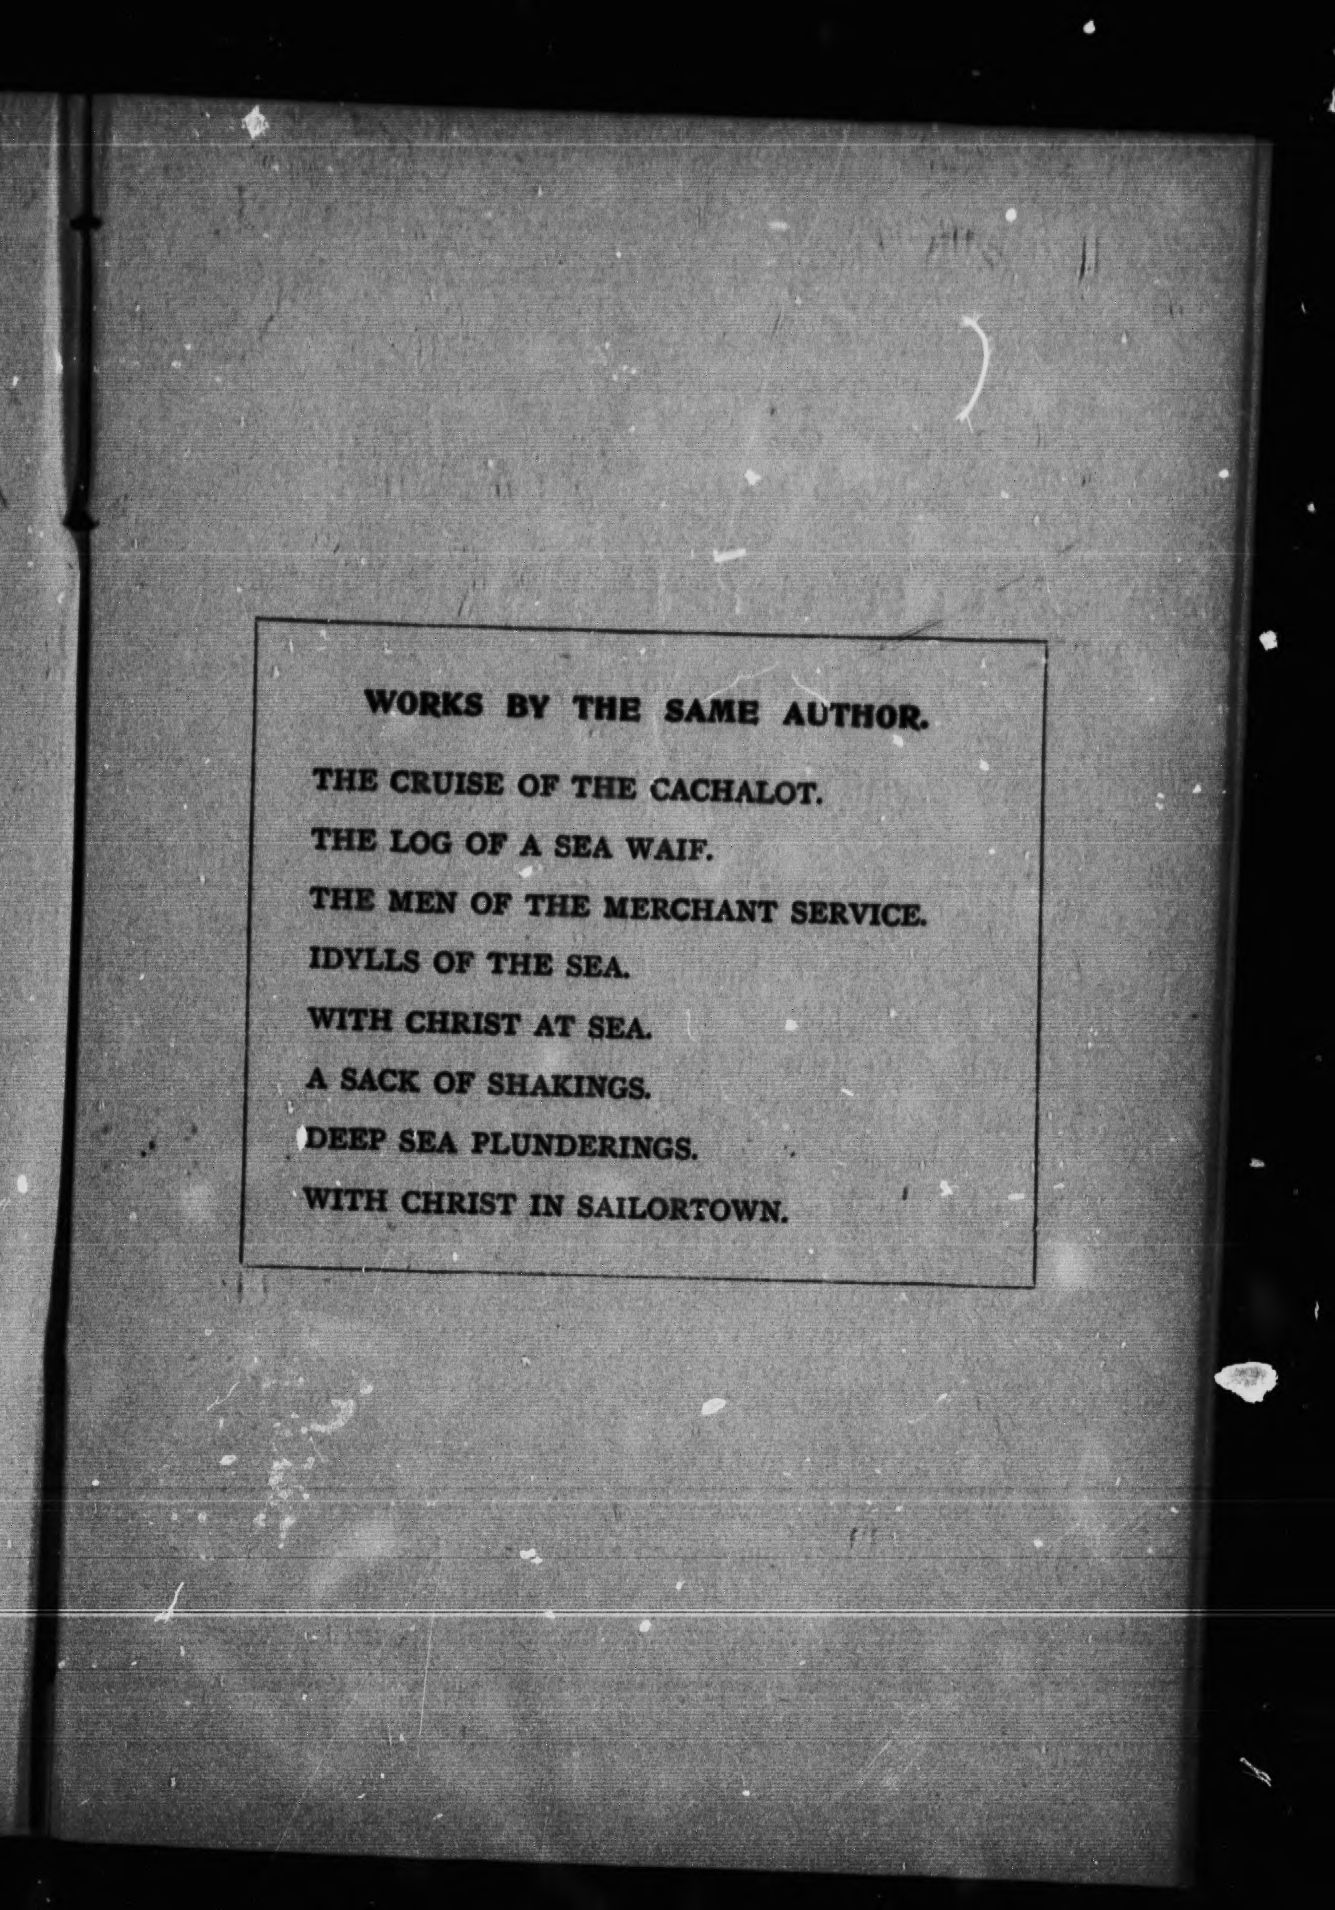 WORKS BY THE SAME AUTHOR.
THE CRUISE OF THE CACHALOT.
THE LOG OF A SEA WAIF.
THE MEN OF THE MERCHANT SERVICE.
IDYLLS OF THE SEA.
WITH CHRIST AT SEA.
A SACK OF SHAKINGS.
DEEP SEA PLUNDERINGS.
WITH CHRIST IN SAILORTOWN.